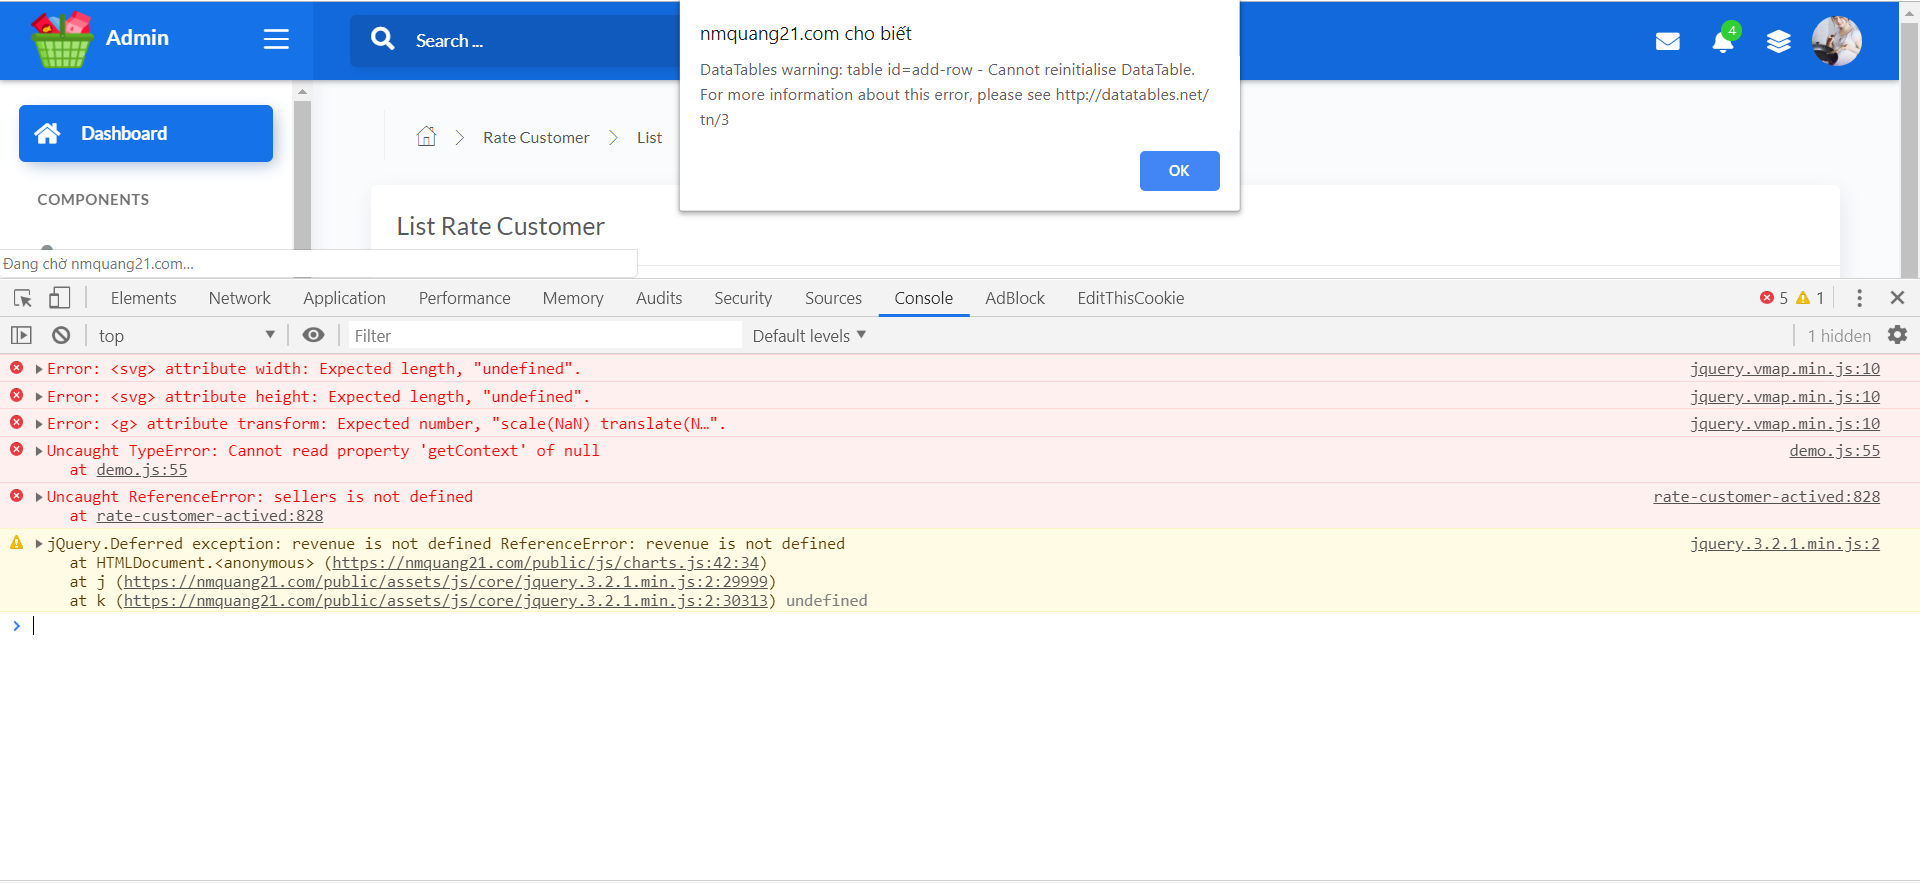 Admin
Search ...
4
nmquang21.com cho biết
DataTables warning: table id=add-row - Cannot reinitialise DataTable.
For more information about this error, please see http://datatables.net/
tn/3
OK
Dashboard
Rate Customer
List
COMPONENTS
List Rate Customer
Đang chờ nmquang21.com...
Elements Network Application Performance Memory Audits Security Sources Console AdBlock EditThisCookie 5 1
top Filter Default levels 1 hidden
Error: <svg> attribute width: Expected length, "undefined". jquery.vmap.min.js:10
Error: <svg> attribute height: Expected length, "undefined". jquery.vmap.min.js:10
Error: <g> attribute transform: Expected number, "scale(NaN) translate(N…". jquery.vmap.min.js:10
Uncaught TypeError: Cannot read property 'getContext' of null demo.js:55
at demo.js:55
Uncaught ReferenceError: sellers is not defined rate-customer-actived:828
at rate-customer-actived:828
jQuery.Deferred exception: revenue is not defined ReferenceError: revenue is not defined jquery.3.2.1.min.js:2
at HTMLDocument.<anonymous> (https://nmquang21.com/public/js/charts.js:42:34)
at j (https://nmquang21.com/public/assets/js/core/jquery.3.2.1.min.js:2:29999)
at k (https://nmquang21.com/public/assets/js/core/jquery.3.2.1.min.js:2:30313) undefined